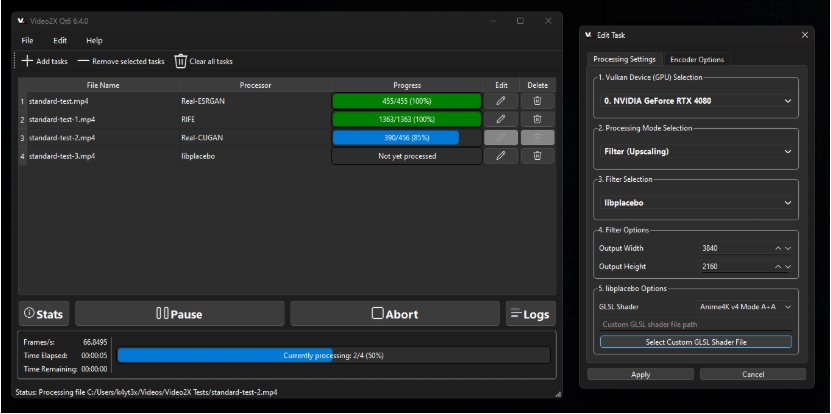 Video2X Qt6 6.4.0
File Edit Help
Add tasks Remove selected tasks Clear all tasks
File Name Processor Progress Edit Delete
1 standard-test.mp4 Real-ESRGAN 455/455 (100%)
2 standard-test-1.mp4 RIFE 1363/1363 (100%)
3 standard-test-2.mp4 Real-CUGAN 390/456 (85%)
4 standard-test-3.mp4 libplacebo Not yet processed
Stats Pause Abort Logs
Frames/s: 66.8495
Time Elapsed: 00:00:05
Currently processing: 2/4 (50%)
Time Remaining: 00:00:00
Status: Processing file C:/Users/k4yt3x/Videos/Video2X Tests/standard-test-2.mp4
Edit Task
Processing Settings Encoder Options
1. Vulkan Device (GPU) Selection
0. NVIDIA GeForce RTX 4080
2. Processing Mode Selection
Filter (Upscaling)
3. Filter Selection
libplacebo
4. Filter Options
Output Width 3840
Output Height 2160
5. libplacebo Options
GLSL Shader Anime4K v4 Mode A+A
Custom GLSL shader file path
Select Custom GLSL Shader File
Apply Cancel